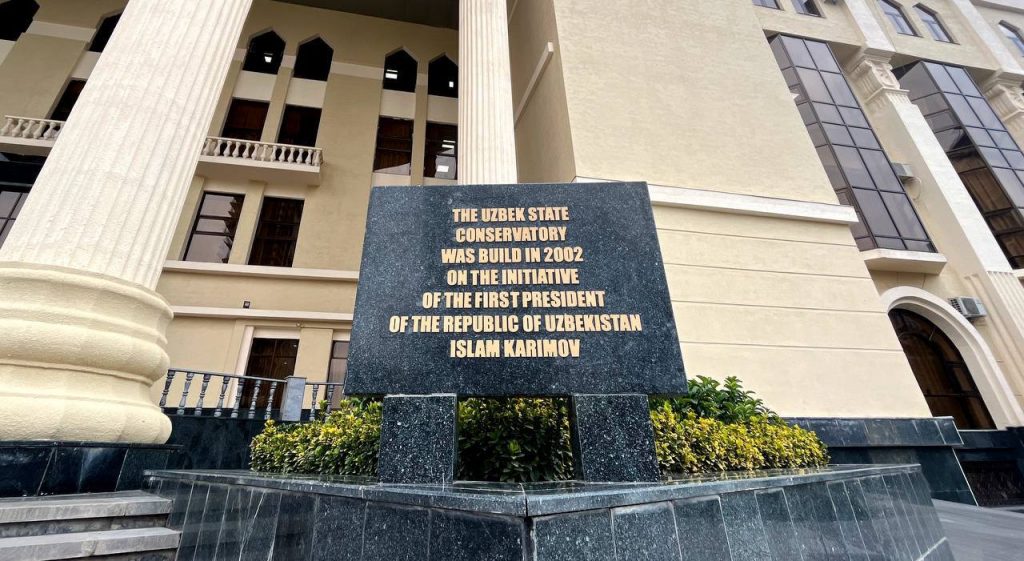 THE UZBEK STATE
CONSERVATORY
WAS BUILD IN 2002
ON THE INITIATIVE
OF THE FIRST PRESIDENT
OF THE REPUBLIC OF UZBEKISTAN
ISLAM KARIMOV